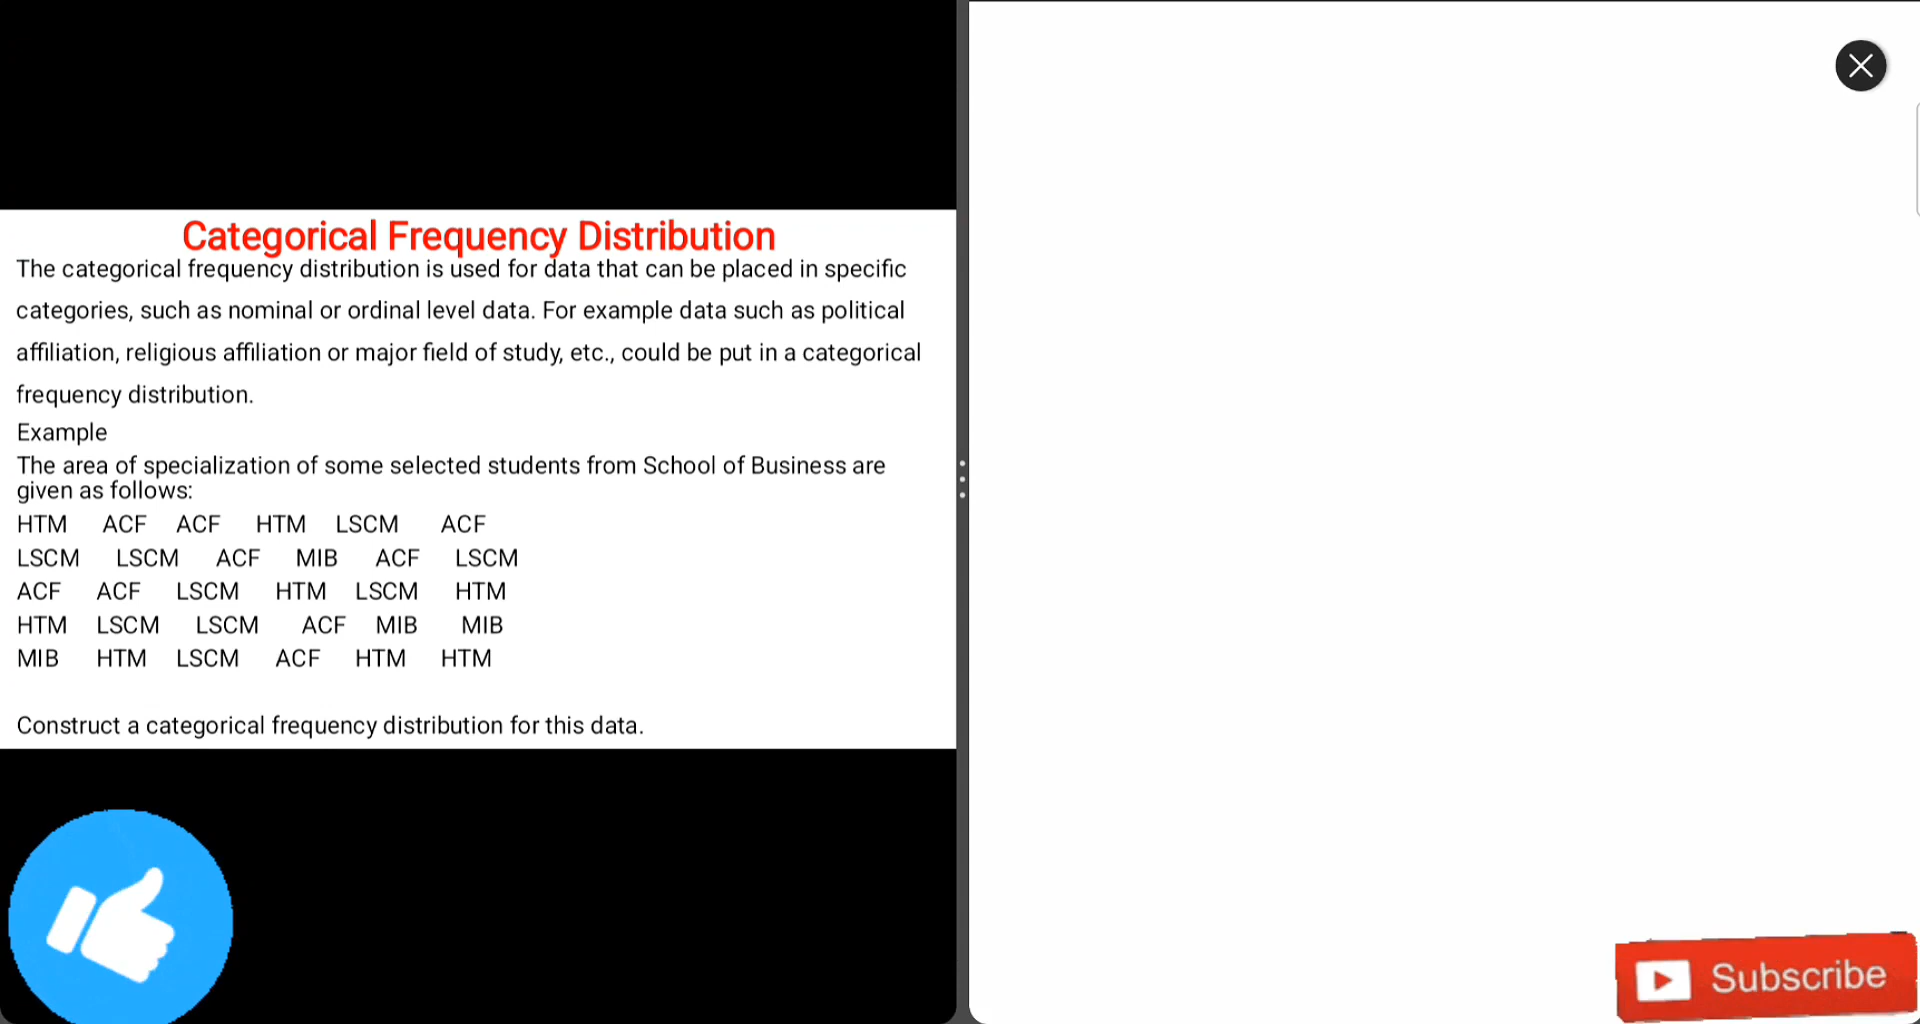 Categorical Frequency Distribution
The categorical frequency distribution is used for data that can be placed in specific
categories, such as nominal or ordinal level data. For example data such as political
affiliation, religious affiliation or major field of study, etc., could be put in a categorical
frequency distribution.
Example
The area of specialization of some selected students from School of Business are
given as follows:
HTM ACF ACF HTM LSCM ACF
LSCM LSCM ACF MIB ACF LSCM
ACF ACF LSCM HTM LSCM HTM
HTM LSCM LSCM ACF MIB MIB
MIB HTM LSCM ACF HTM HTM
Construct a categorical frequency distribution for this data.
Subscribe